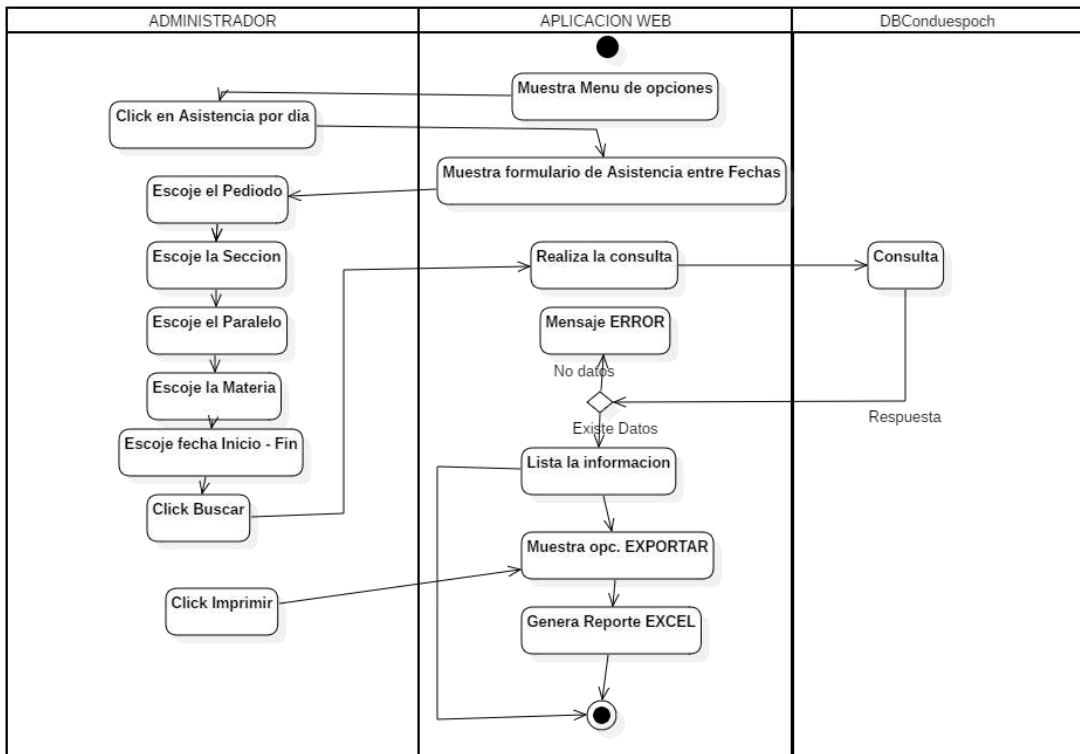 ADMINISTRADOR
APLICACION WEB
DBConduespoch
Muestra Menu de opciones
Click en Asistencia por dia
Muestra formulario de Asistencia entre Fechas
Escoje el Pediodo
Escoje la Seccion
Realiza la consulta
Consulta
Escoje el Paralelo
Mensaje ERROR
No datos
Escoje la Materia
Respuesta
Existe Datos
Escoje fecha Inicio - Fin
Lista la informacion
Click Buscar
Muestra opc. EXPORTAR
Click Imprimir
Genera Reporte EXCEL